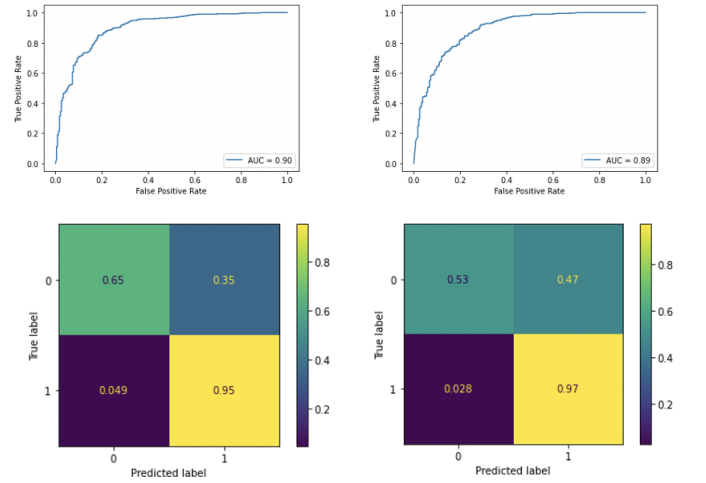 1.0
0.8
0.6
0.4
0.2
0.0
True Positive Rate
AUC = 0.90
0.0 0.2 0.4 0.6 0.8 1.0
False Positive Rate
1.0
0.8
0.6
0.4
0.2
0.0
True Positive Rate
AUC = 0.89
0.0 0.2 0.4 0.6 0.8 1.0
False Positive Rate
True label
0 0.65 0.35
1 0.049 0.95
0 1
Predicted label
0.8
0.6
0.4
0.2
True label
0 0.53 0.47
1 0.028 0.97
0 1
Predicted label
0.8
0.6
0.4
0.2